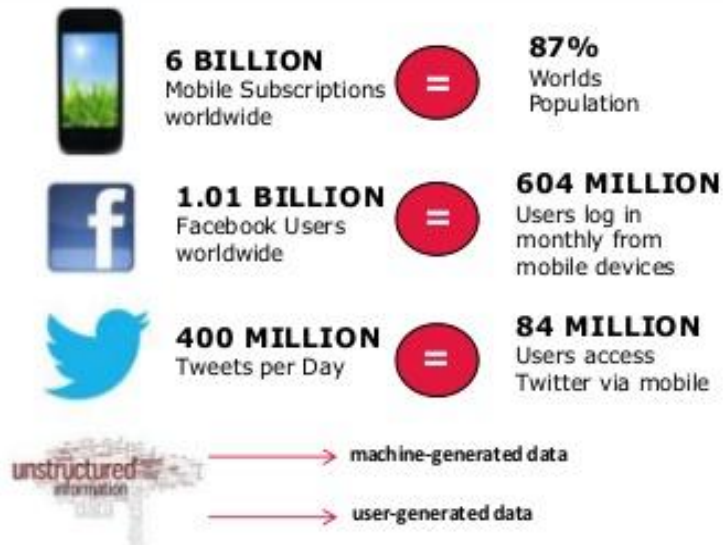 6 BILLION
Mobile Subscriptions
worldwide
=
87%
Worlds
Population
f
1.01 BILLION
Facebook Users
worldwide
=
604 MILLION
Users log in
monthly from
mobile devices
400 MILLION
Tweets per Day
=
84 MILLION
Users access
Twitter via mobile
unstructured
information
data
machine-generated data
user-generated data